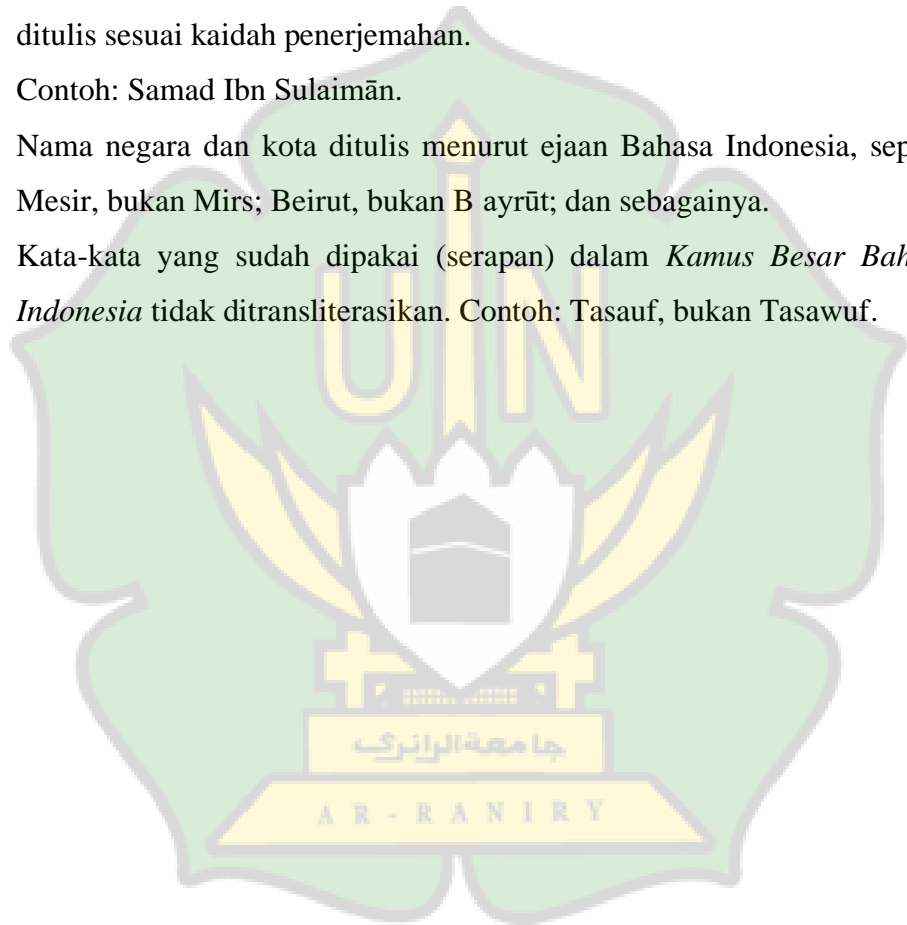 ditulis sesuai kaidah penerjemahan.
Contoh: Samad Ibn Sulaimān.
Nama negara dan kota ditulis menurut ejaan Bahasa Indonesia, sep
Mesir, bukan Mirs; Beirut, bukan B ayrūt; dan sebagainya.
Kata-kata yang sudah dipakai (serapan) dalam Kamus Besar Bah
Indonesia tidak ditransliterasikan. Contoh: Tasauf, bukan Tasawuf.
UIN
جامعة الرانري
AR-RANIRY